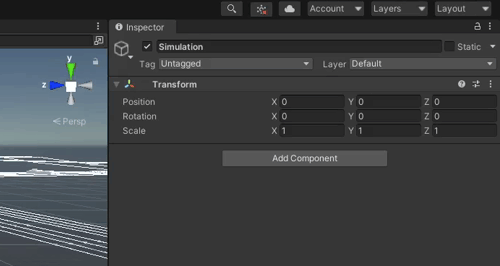 Account Layers Layout
Inspector
Simulation Static
Tag Untagged Layer Default
y
z
Persp
Transform
Position X 0 Y 0 Z 0
Rotation X 0 Y 0 Z 0
Scale X 1 Y 1 Z 1
Add Component